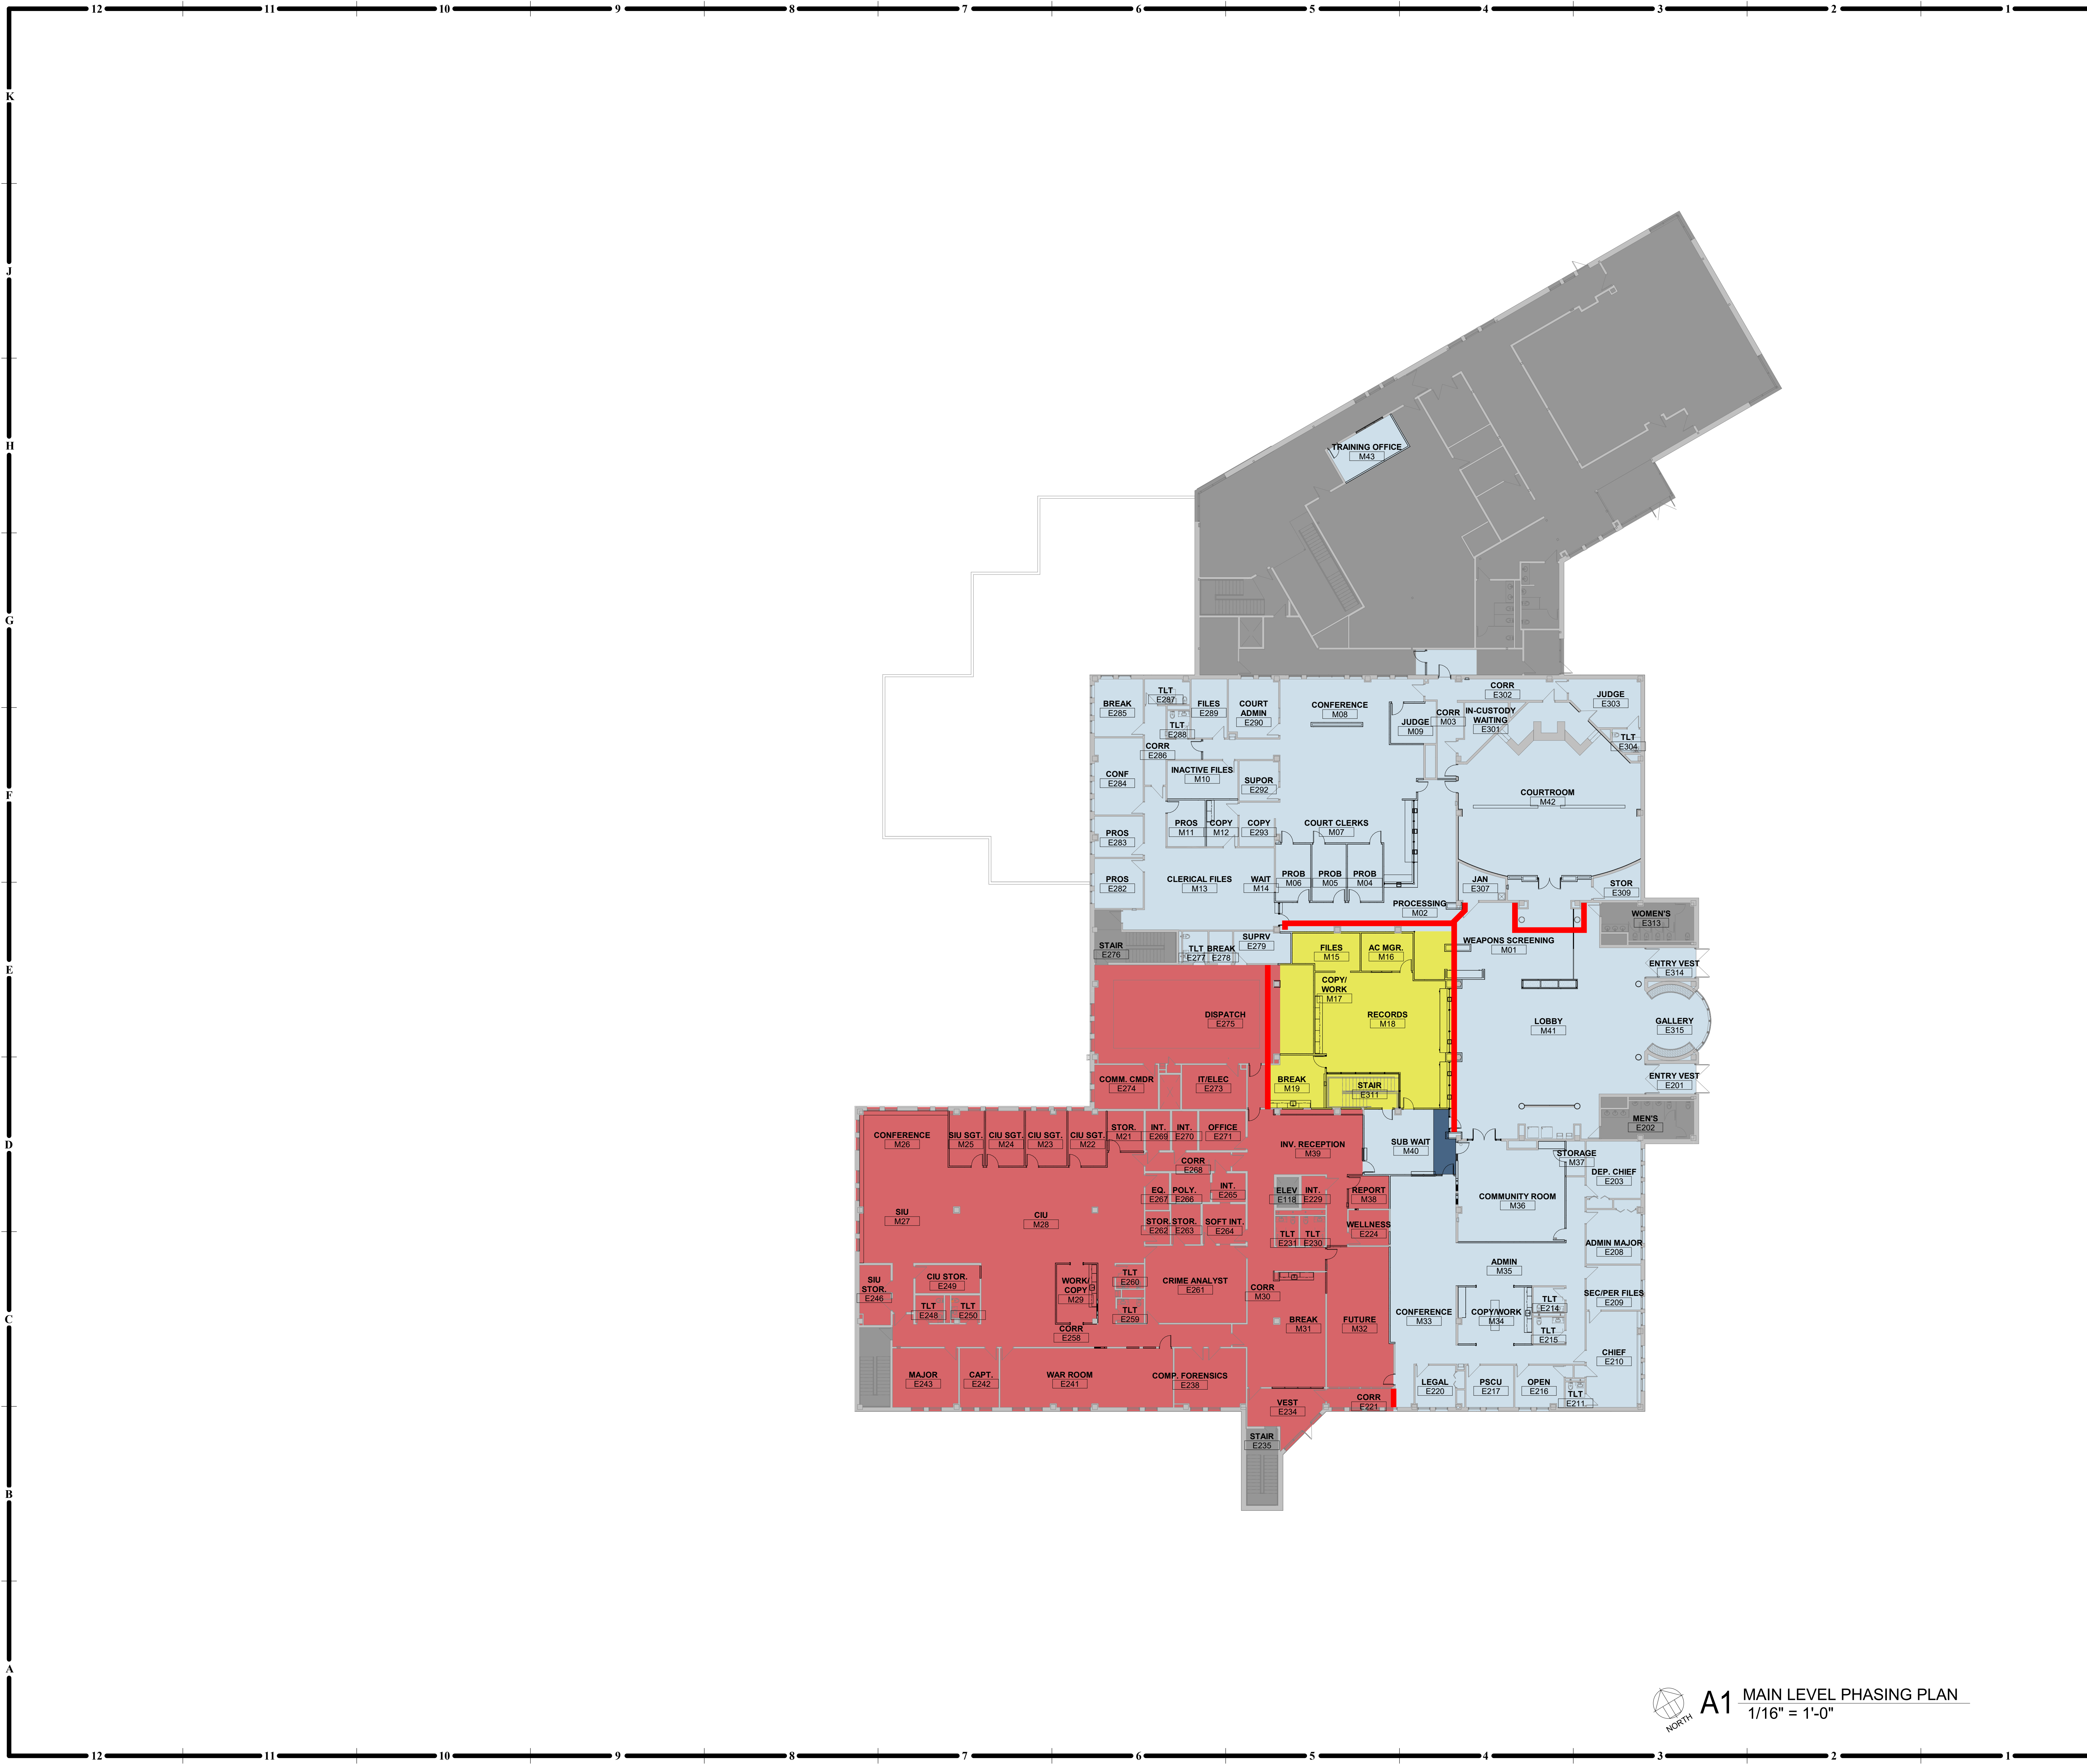 12 11 10 9 8 7 6 5 4 3 2 1
K
J
H
TRAINING OFFICE
M43
G
BREAK
E285
TLT
E287
TLT
E288
FILES
E289
COURT
ADMIN
E290
CONFERENCE
M08
JUDGE
M09
CORR
M03
CORR
E302
IN-CUSTODY
WAITING
E301
JUDGE
E303
TLT
E304
CORR
E286
F
CONF
E284
INACTIVE FILES
M10
SUPOR
E292
COURTROOM
M42
PROS
E283
PROS
M11
COPY
M12
COPY
E293
COURT CLERKS
M07
PROS
E282
CLERICAL FILES
M13
WAIT
M14
PROB
M06
PROB
M05
PROB
M04
JAN
E307
STOR
E309
PROCESSING
M02
WOMEN'S
E313
E
STAIR
E276
TLT
E277
BREAK
E278
SUPRV
E279
FILES
M15
AC MGR.
M16
WEAPONS SCREENING
M01
ENTRY VEST
E314
COPY/
WORK
M17
DISPATCH
E275
RECORDS
M18
LOBBY
M41
GALLERY
E315
COMM. CMDR
E274
IT/ELEC
E273
BREAK
M19
STAIR
E311
ENTRY VEST
E201
MEN'S
E202
D
CONFERENCE
M26
SIU SGT.
M25
CIU SGT.
M24
CIU SGT.
M23
CIU SGT.
M22
STOR.
M21
INT.
E269
INT.
E270
OFFICE
E271
INV. RECEPTION
M39
SUB WAIT
M40
STORAGE
M37
DEP. CHIEF
E203
CORR
E268
EQ.
E267
POLY.
E266
INT.
E265
ELEV
E118
INT.
E229
REPORT
M38
COMMUNITY ROOM
M36
SIU
M27
CIU
M28
STOR.
E262
STOR.
E263
SOFT INT.
E264
TLT
E231
TLT
E230
WELLNESS
E224
ADMIN MAJOR
E208
C
SIU
STOR.
E246
CIU STOR.
E249
TLT
E248
TLT
E250
WORK/
COPY
M29
TLT
E260
TLT
E259
CRIME ANALYST
E261
CORR
M30
ADMIN
M35
SEC/PER FILES
E209
CORR
E258
BREAK
M31
FUTURE
M32
CONFERENCE
M33
COPY/WORK
M34
TLT
E214
TLT
E215
CHIEF
E210
MAJOR
E243
CAPT.
E242
WAR ROOM
E241
COMP. FORENSICS
E238
VEST
E234
CORR
E221
LEGAL
E220
PSCU
E217
OPEN
E216
TLT
E211
STAIR
E235
B
A
NORTH
A1 MAIN LEVEL PHASING PLAN
1/16" = 1'-0"
12 11 10 9 8 7 6 5 4 3 2 1